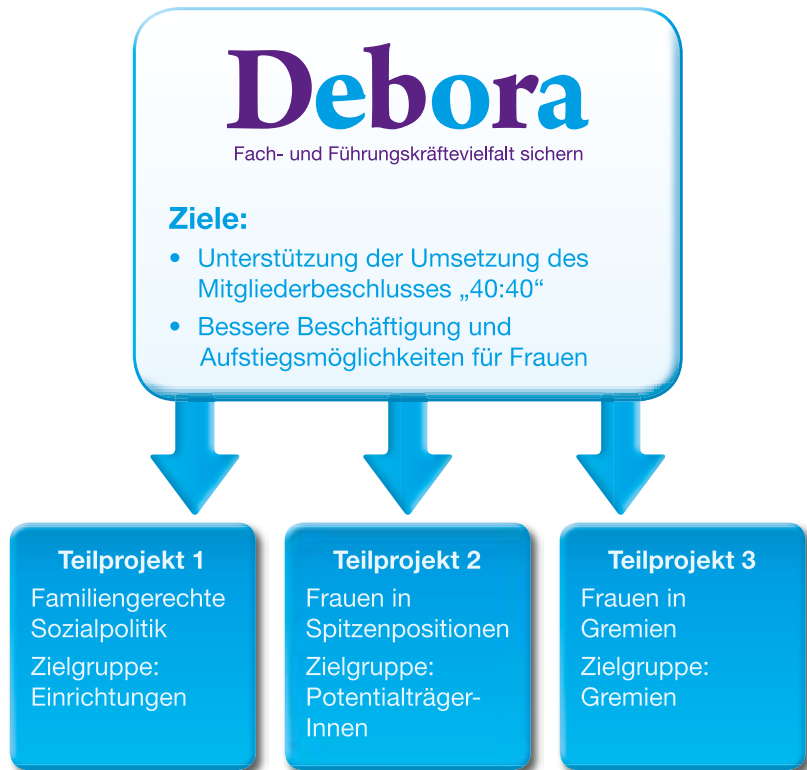 Debora
Fach- und Führungskräftevielfalt sichern
Ziele:
• Unterstützung der Umsetzung des
Mitgliederbeschlusses „40:40“
• Bessere Beschäftigung und
Aufstiegsmöglichkeiten für Frauen
Teilprojekt 1
Familiengerechte
Sozialpolitik
Zielgruppe:
Einrichtungen
Teilprojekt 2
Frauen in
Spitzenpositionen
Zielgruppe:
Potentialträger-
Innen
Teilprojekt 3
Frauen in
Gremien
Zielgruppe:
Gremien